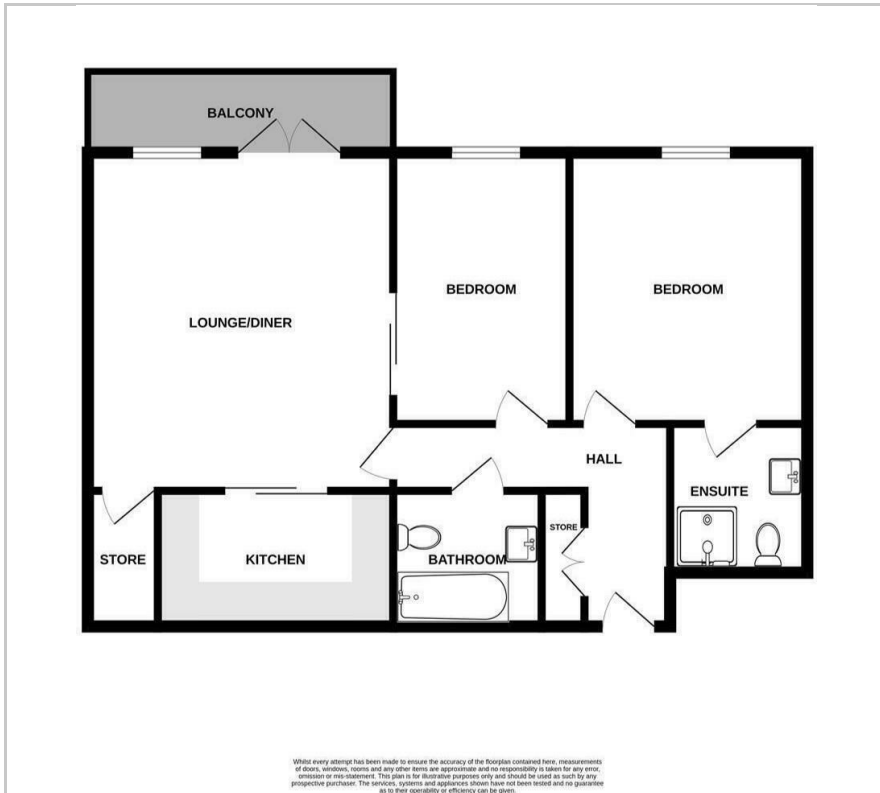 BALCONY
BEDROOM
BEDROOM
LOUNGE/DINER
HALL
ENSUITE
STORE
STORE
KITCHEN
BATHROOM
Whilst every attempt has been made to ensure the accuracy of the floorplan contained here, measurements
of doors, windows, rooms and any other items are approximate and no responsibility is taken for any error,
omission or mis-statement. This plan is for illustrative purposes only and should be used as such by any
prospective purchaser. The services, systems and appliances shown have not been tested and no guarantee
as to their operability or efficiency can be given.